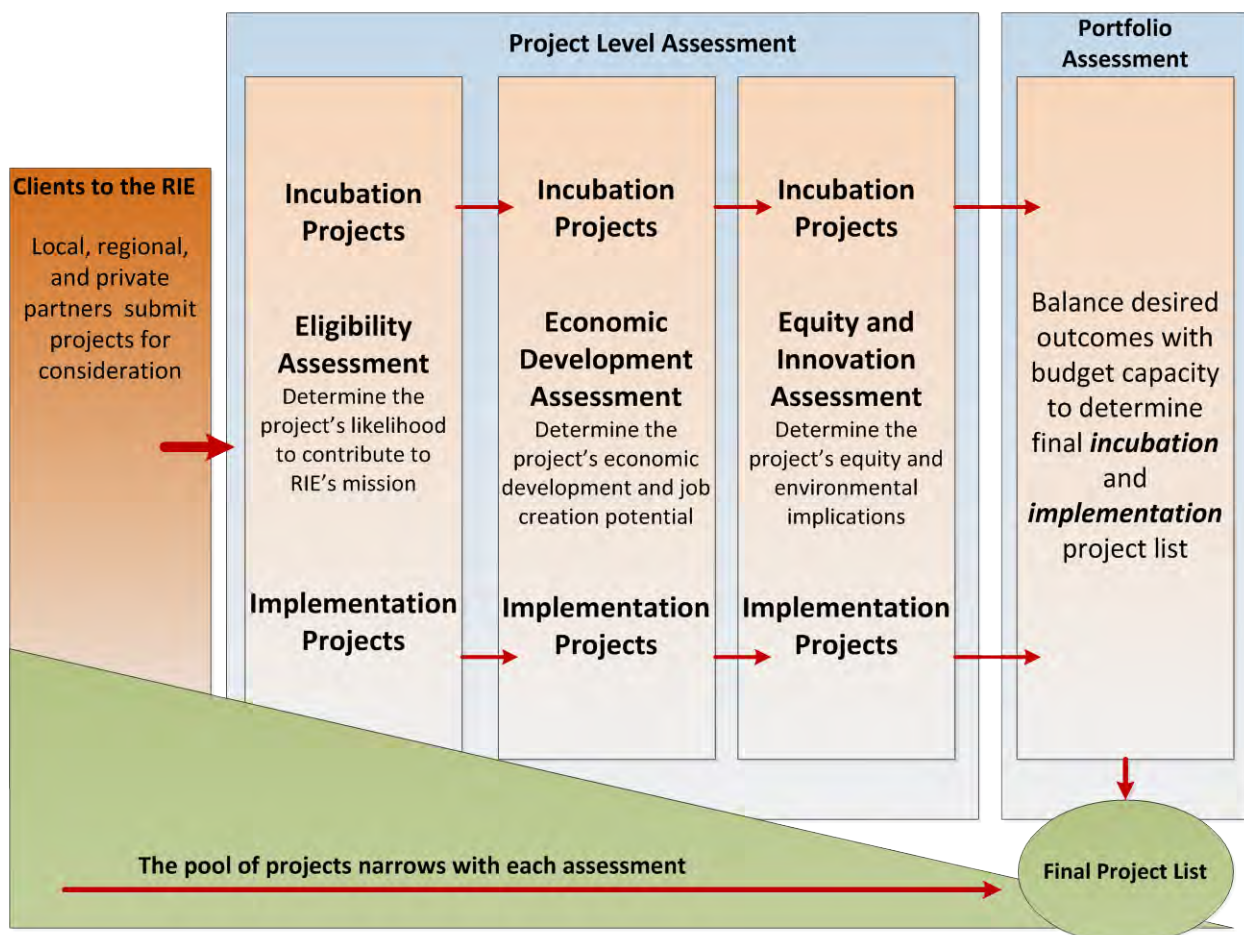 Project Level Assessment
Portfolio
Assessment
Clients to the RIE
Local, regional,
and private
partners submit
projects for
consideration
Incubation
Projects
Eligibility
Assessment
Determine the
project's likelihood
to contribute to
RIE's mission
Implementation
Projects
Incubation
Projects
Economic
Development
Assessment
Determine the
project's economic
development and job
creation potential
Implementation
Projects
Incubation
Projects
Equity and
Innovation
Assessment
Determine the
project's equity and
environmental
implications
Implementation
Projects
Balance desired
outcomes with
budget capacity
to determine
final incubation
and
implementation
project list
The pool of projects narrows with each assessment
Final Project List